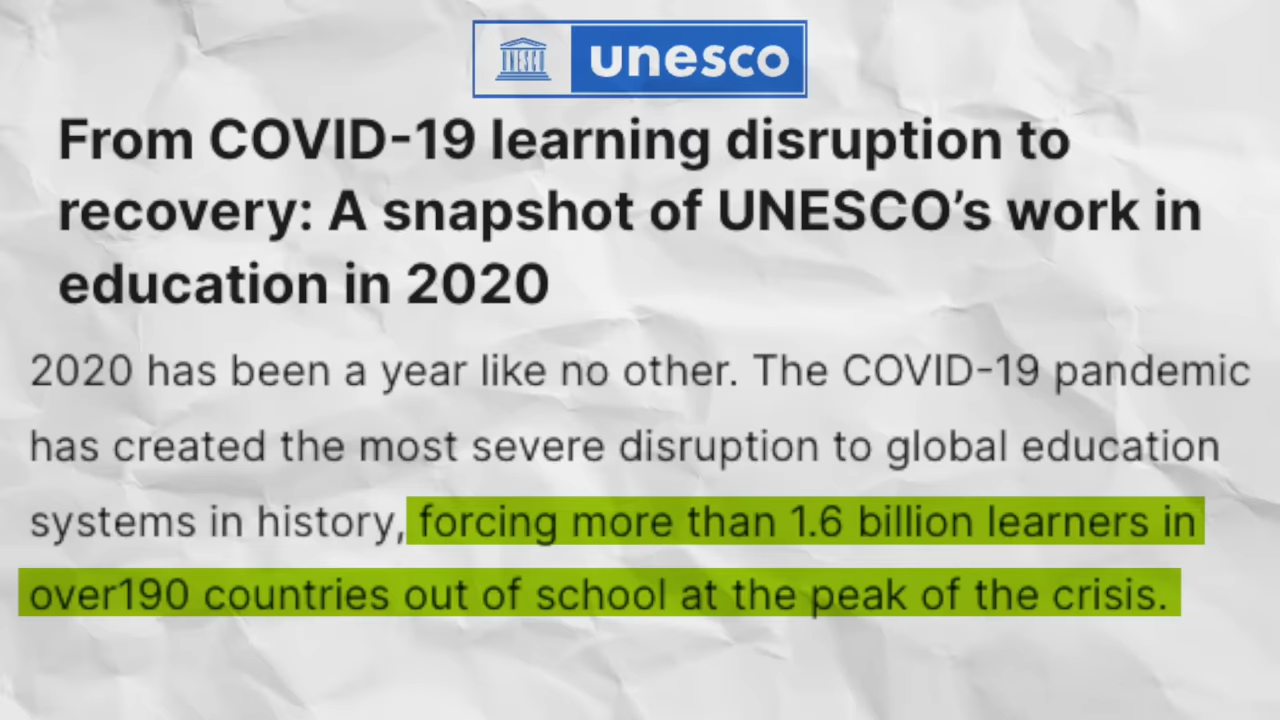 unesco
From COVID-19 learning disruption to
recovery: A snapshot of UNESCO’s work in
education in 2020
2020 has been a year like no other. The COVID-19 pandemic
has created the most severe disruption to global education
systems in history, forcing more than 1.6 billion learners in
over190 countries out of school at the peak of the crisis.